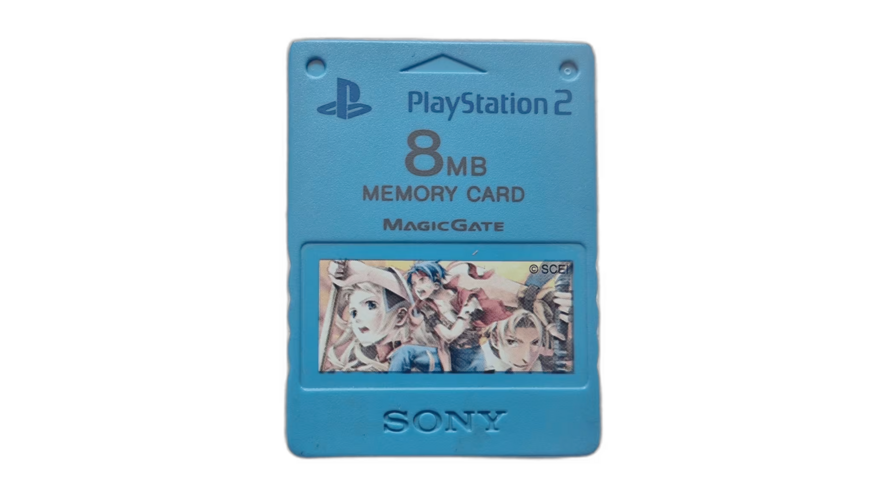 PlayStation 2
8MB
MEMORY CARD
MAGICGATE
© SCEI
SONY